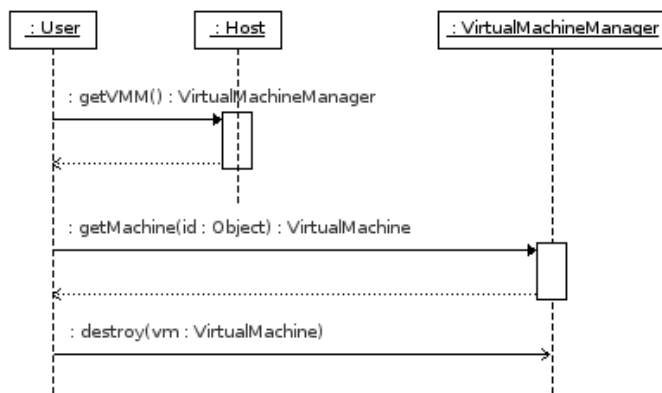 : User
: Host
: VirtualMachineManager
: getVMM() : VirtualMachineManager
: getMachine(id : Object) : VirtualMachine
: destroy(vm : VirtualMachine)